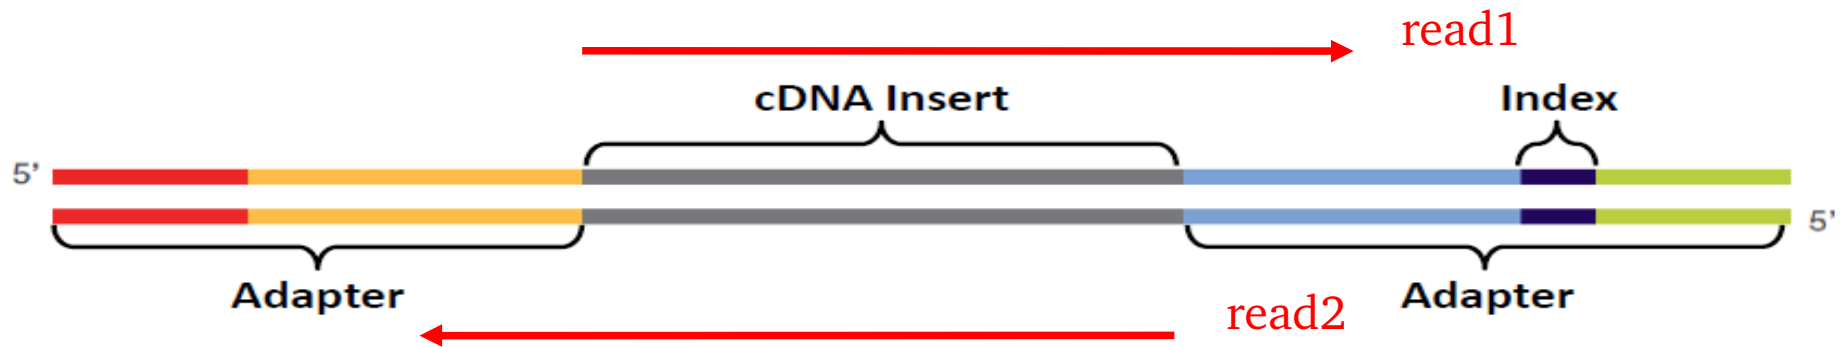 read1
cDNA Insert
Index
5’
5’
Adapter
Adapter
read2